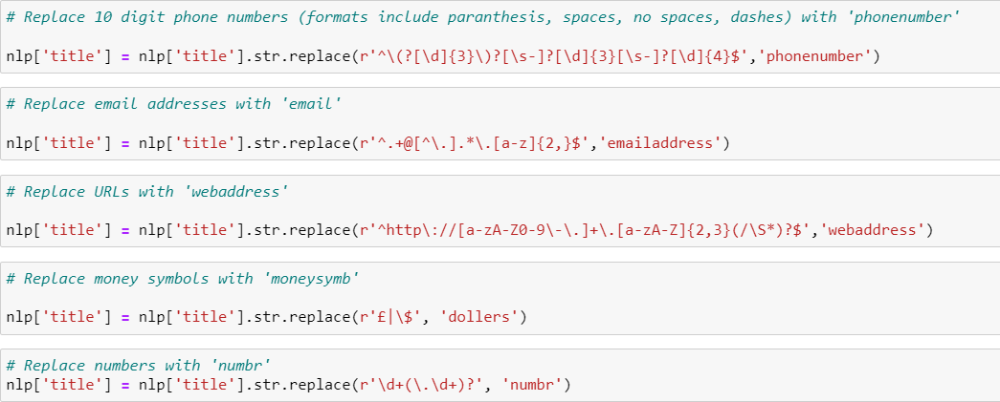 # Replace 10 digit phone numbers (formats include paranthesis, spaces, no spaces, dashes) with 'phonenumber'
nlp['title'] = nlp['title'].str.replace(r'^\(?[\d]{3}\)?[\s-]?[\d]{3}[\s-]?[\d]{4}$','phonenumber')
# Replace email addresses with 'email'
nlp['title'] = nlp['title'].str.replace(r'^.+@[^\.].*\.[a-z]{2,}$','emailaddress')
# Replace URLs with 'webaddress'
nlp['title'] = nlp['title'].str.replace(r'^http\://[a-zA-Z0-9\-\.]+\.[a-zA-Z]{2,3}(/\S*)?$','webaddress')
# Replace money symbols with 'moneysymb'
nlp['title'] = nlp['title'].str.replace(r'£|\$', 'dollers')
# Replace numbers with 'numbr'
nlp['title'] = nlp['title'].str.replace(r'\d+(\.\d+)?', 'numbr')